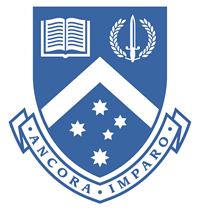 · ANCORA · IMPARO ·